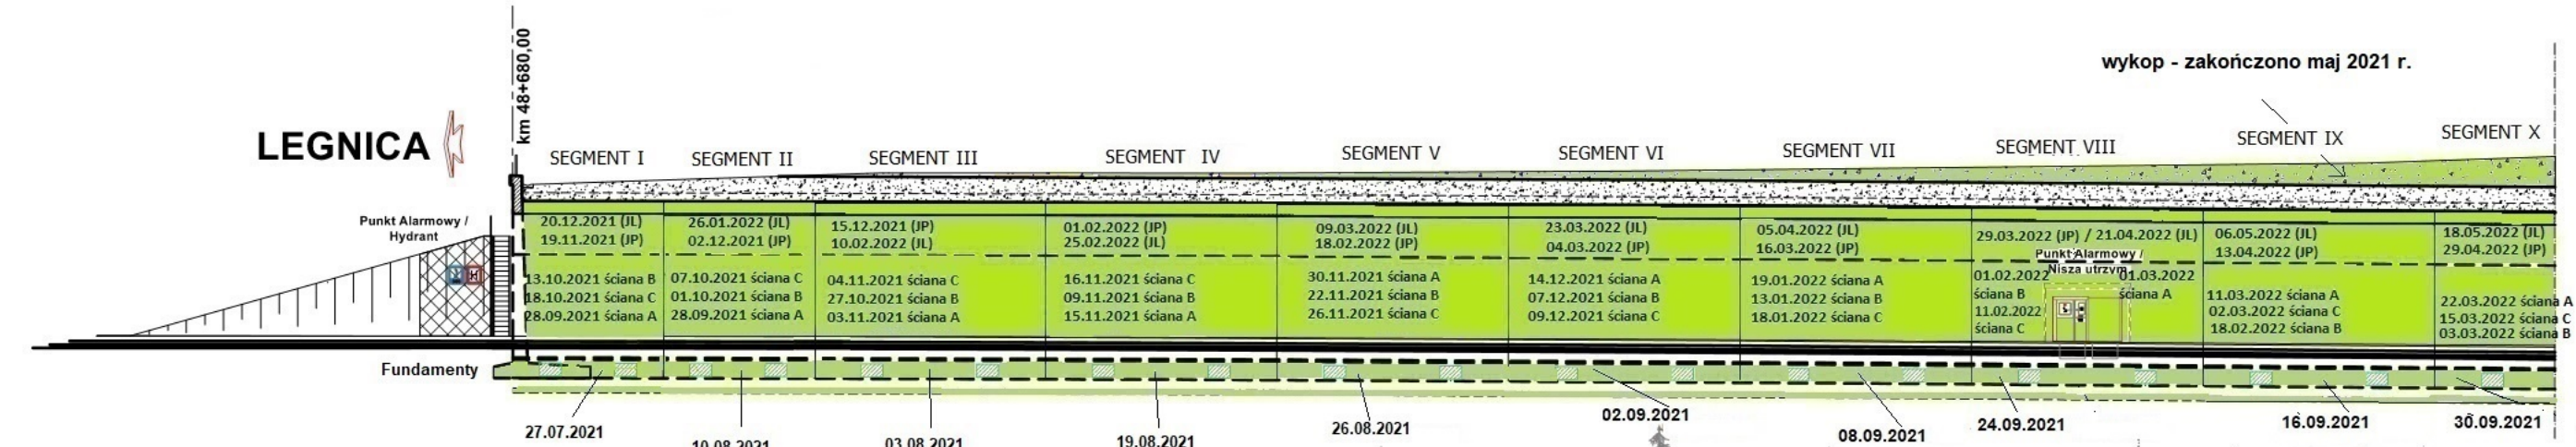 km 48+680,00
wykop - zakończono maj 2021 r.
LEGNICA
SEGMENT I
SEGMENT II
SEGMENT III
SEGMENT IV
SEGMENT V
SEGMENT VI
SEGMENT VII
SEGMENT VIII
SEGMENT IX
SEGMENT X
Punkt Alarmowy /
Hydrant
20.12.2021 (JL)
19.11.2021 (JP)
13.10.2021 ściana B
18.10.2021 ściana C
28.09.2021 ściana A
26.01.2022 (JL)
02.12.2021 (JP)
07.10.2021 ściana C
01.10.2021 ściana B
28.09.2021 ściana A
15.12.2021 (JP)
10.02.2022 (JL)
04.11.2021 ściana C
27.10.2021 ściana B
03.11.2021 ściana A
01.02.2022 (JP)
25.02.2022 (JL)
16.11.2021 ściana C
09.11.2021 ściana B
15.11.2021 ściana A
09.03.2022 (JL)
18.02.2022 (JP)
30.11.2021 ściana A
22.11.2021 ściana B
26.11.2021 ściana C
23.03.2022 (JL)
04.03.2022 (JP)
14.12.2021 ściana A
07.12.2021 ściana B
09.12.2021 ściana C
05.04.2022 (JL)
16.03.2022 (JP)
19.01.2022 ściana A
13.01.2022 ściana B
18.01.2022 ściana C
29.03.2022 (JP) / 21.04.2022 (JL)
Punkt Alarmowy /
Nisza utrzym
01.02.2022
ściana B
11.02.2022
ściana C
01.03.2022
ściana A
06.05.2022 (JL)
13.04.2022 (JP)
11.03.2022 ściana A
02.03.2022 ściana C
18.02.2022 ściana B
18.05.2022 (JL)
29.04.2022 (JP)
22.03.2022 ściana A
15.03.2022 ściana C
03.03.2022 ściana B
Fundamenty
27.07.2021
10.08.2021
03.08.2021
19.08.2021
26.08.2021
02.09.2021
08.09.2021
24.09.2021
16.09.2021
30.09.2021